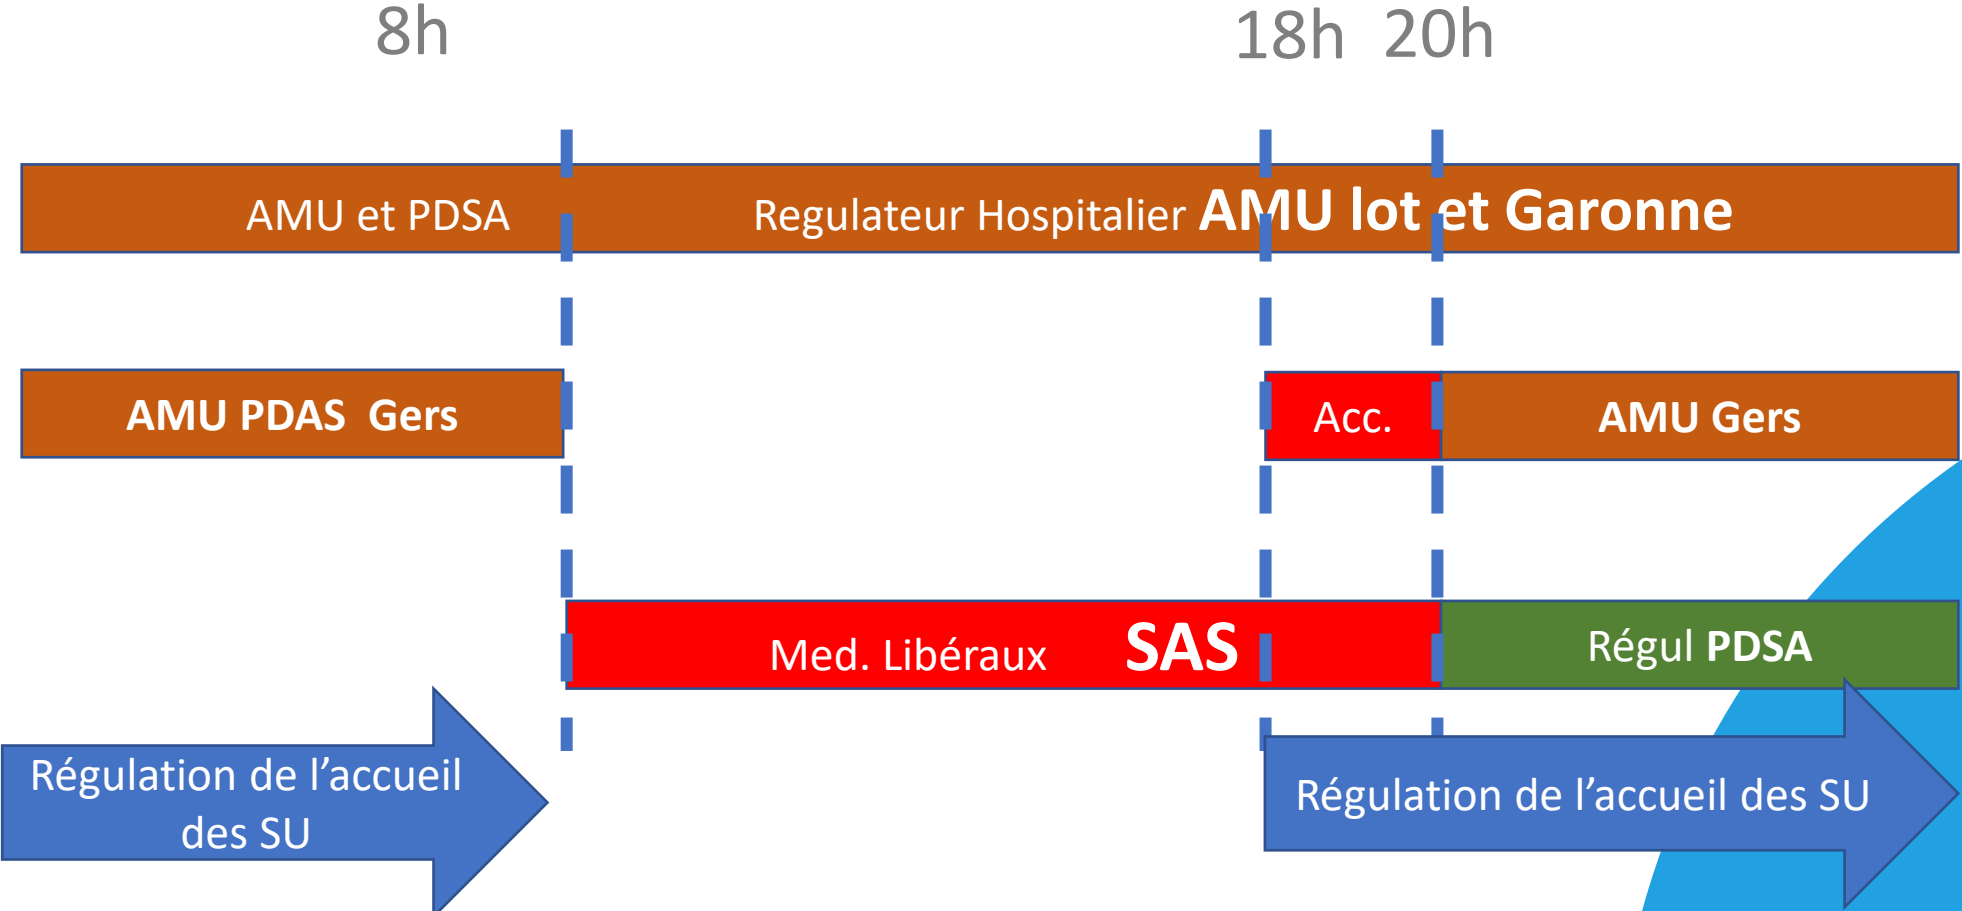 8h 18h 20h
AMU et PDSA Regulateur Hospitalier AMU lot et Garonne
AMU PDAS Gers Acc. AMU Gers
Med. Libéraux SAS Régul PDSA
Régulation de l’accueil
des SU
Régulation de l’accueil des SU